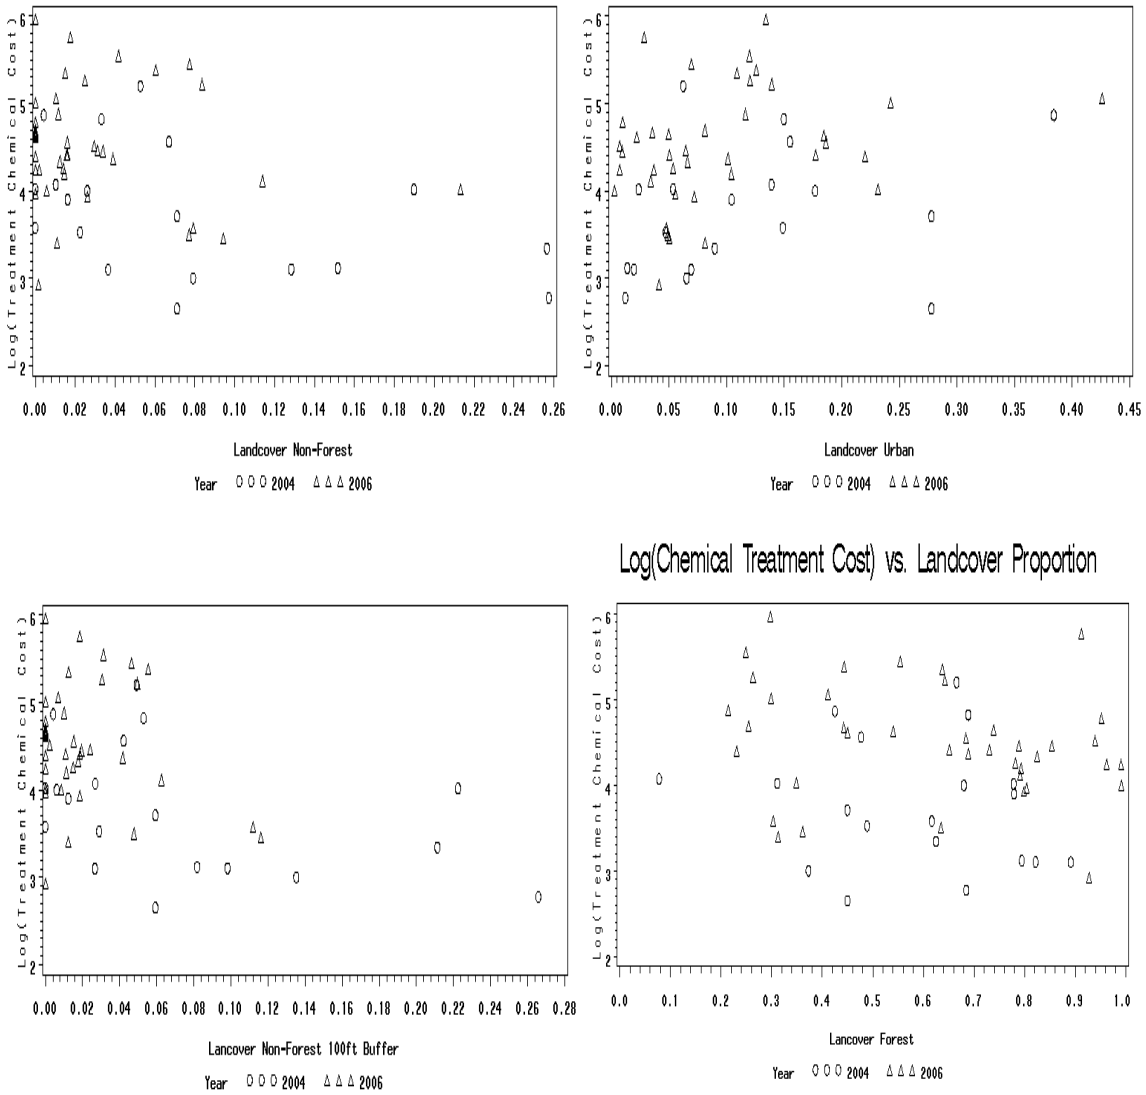 Log(Treatment Chemical Cost)
6
5
4
3
2
0.00 0.02 0.04 0.06 0.08 0.10 0.12 0.14 0.16 0.18 0.20 0.22 0.24 0.26
Landcover Non-Forest
Year 2004 2006
Log(Treatment Chemical Cost)
6
5
4
3
2
0.00 0.05 0.10 0.15 0.20 0.25 0.30 0.35 0.40 0.45
Landcover Urban
Year 2004 2006
Log(Treatment Chemical Cost)
6
5
4
3
2
0.00 0.02 0.04 0.06 0.08 0.10 0.12 0.14 0.16 0.18 0.20 0.22 0.24 0.26 0.28
Lancover Non-Forest 100ft Buffer
Year 2004 2006
Log(Chemical Treatment Cost) vs. Landcover Proportion
Log(Treatment Chemical Cost)
6
5
4
3
2
0.0 0.1 0.2 0.3 0.4 0.5 0.6 0.7 0.8 0.9 1.0
Lancover Forest
Year 2004 2006